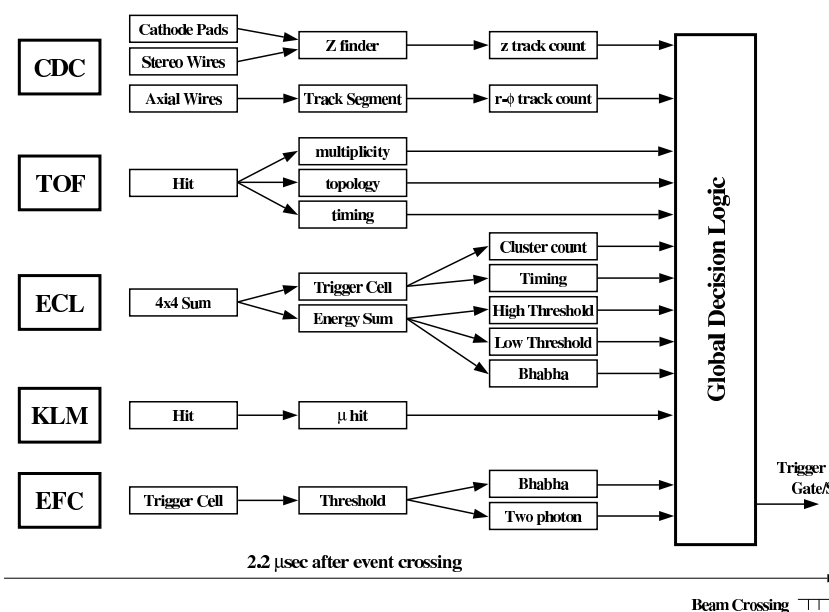 CDC
Cathode Pads
Stereo Wires
Z finder
z track count
Axial Wires
Track Segment
r-ϕ track count
TOF
Hit
multiplicity
topology
timing
ECL
4x4 Sum
Trigger Cell
Energy Sum
Cluster count
Timing
High Threshold
Low Threshold
Bhabha
KLM
Hit
μ hit
EFC
Trigger Cell
Threshold
Bhabha
Two photon
Global Decision Logic
Trigger
Gate/S
2.2 μsec after event crossing
Beam Crossing